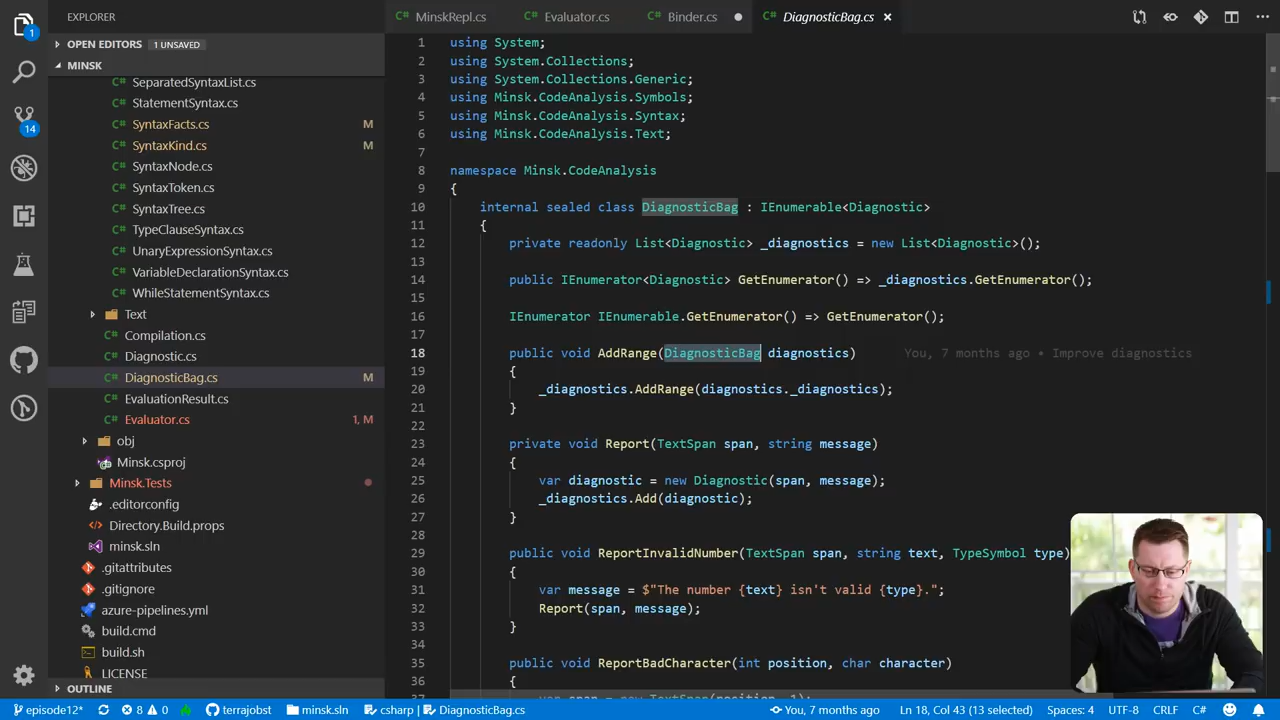 EXPLORER
OPEN EDITORS 1 UNSAVED
MINSK
SeparatedSyntaxList.cs
StatementSyntax.cs
SyntaxFacts.cs M
SyntaxKind.cs M
SyntaxNode.cs
SyntaxToken.cs
SyntaxTree.cs
TypeClauseSyntax.cs
UnaryExpressionSyntax.cs
VariableDeclarationSyntax.cs
WhileStatementSyntax.cs
Text
Compilation.cs
Diagnostic.cs
DiagnosticBag.cs M
EvaluationResult.cs
Evaluator.cs 1, M
obj
Minsk.csproj
Minsk.Tests
.editorconfig
Directory.Build.props
minsk.sln
.gitattributes
.gitignore
azure-pipelines.yml
build.cmd
build.sh
LICENSE
OUTLINE
1
14
MinskRepl.cs Evaluator.cs Binder.cs DiagnosticBag.cs
1 using System;
2 using System.Collections;
3 using System.Collections.Generic;
4 using Minsk.CodeAnalysis.Symbols;
5 using Minsk.CodeAnalysis.Syntax;
6 using Minsk.CodeAnalysis.Text;
7
8 namespace Minsk.CodeAnalysis
9 {
10 internal sealed class DiagnosticBag : IEnumerable<Diagnostic>
11 {
12 private readonly List<Diagnostic> _diagnostics = new List<Diagnostic>();
13
14 public IEnumerator<Diagnostic> GetEnumerator() => _diagnostics.GetEnumerator();
15
16 IEnumerator IEnumerable.GetEnumerator() => GetEnumerator();
17
18 public void AddRange(DiagnosticBag diagnostics) You, 7 months ago • Improve diagnostics
19 {
20 _diagnostics.AddRange(diagnostics._diagnostics);
21 }
22
23 private void Report(TextSpan span, string message)
24 {
25 var diagnostic = new Diagnostic(span, message);
26 _diagnostics.Add(diagnostic);
27 }
28
29 public void ReportInvalidNumber(TextSpan span, string text, TypeSymbol type)
30 {
31 var message = $"The number {text} isn't valid {type}.";
32 Report(span, message);
33 }
34
35 public void ReportBadCharacter(int position, char character)
36 {
37 var span = new TextSpan(position, 1);
episode12* 8 0 terrajobst minsk.sln csharp | DiagnosticBag.cs You, 7 months ago Ln 18, Col 43 (13 selected) Spaces: 4 UTF-8 CRLF C#